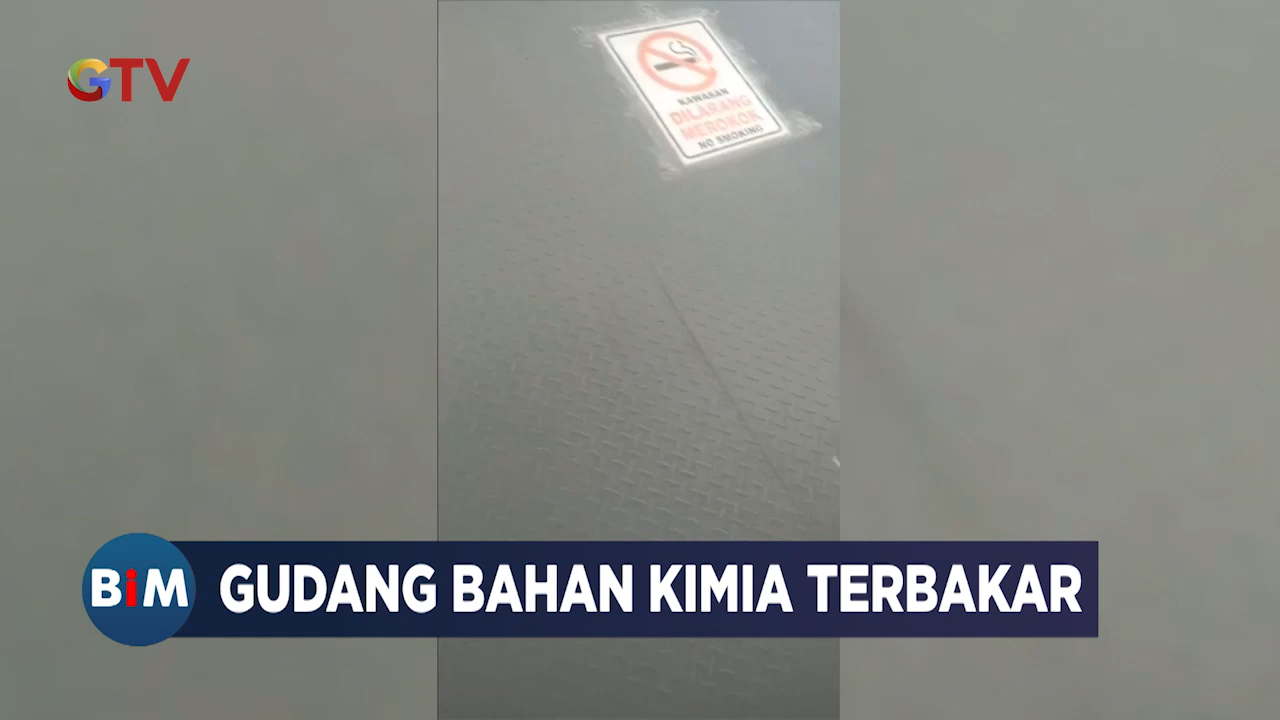 GTV
KAWASAN
DILARANG
MEROKOK
NO SMOKING
BiM
GUDANG BAHAN KIMIA TERBAKAR